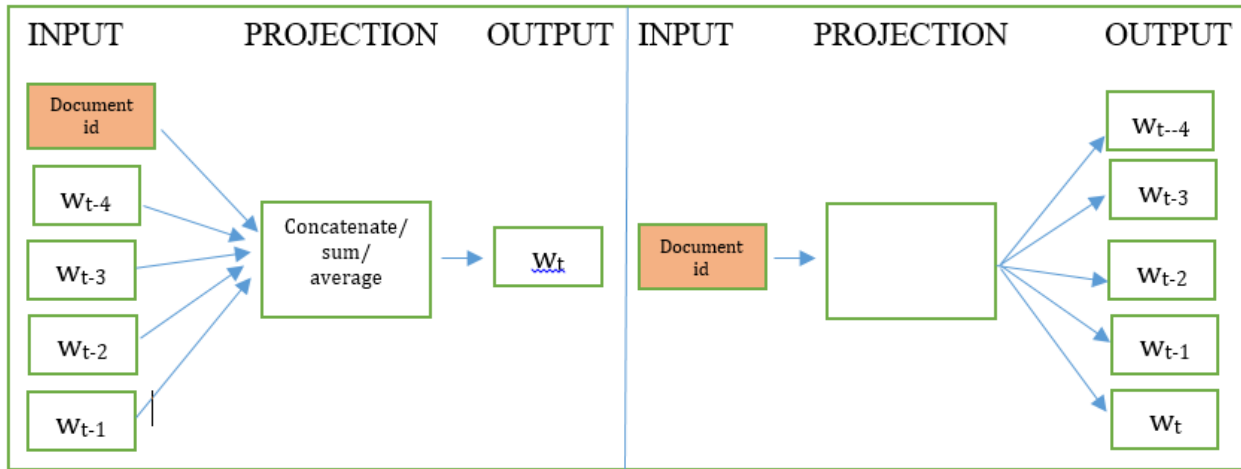 INPUT PROJECTION OUTPUT
Document
id
wt-4
wt-3
wt-2
wt-1
Concatenate/
sum/
average
wt
INPUT PROJECTION OUTPUT
Document
id
wt--4
wt-3
wt-2
wt-1
wt